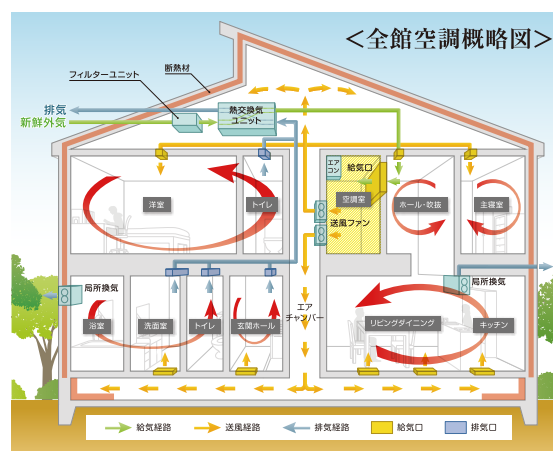 ＜全館空調概略図＞
断熱材
フィルターユニット
排気
新鮮外気
熱交換気
ユニット
エア
コン
給気口
空調室
送風ファン
洋室
トイレ
ホール・吹抜
主寝室
局所換気
局所換気
エア
チャンバー
浴室
洗面室
トイレ
玄関ホール
リビングダイニング
キッチン
給気経路
送風経路
排気経路
給気口
排気口